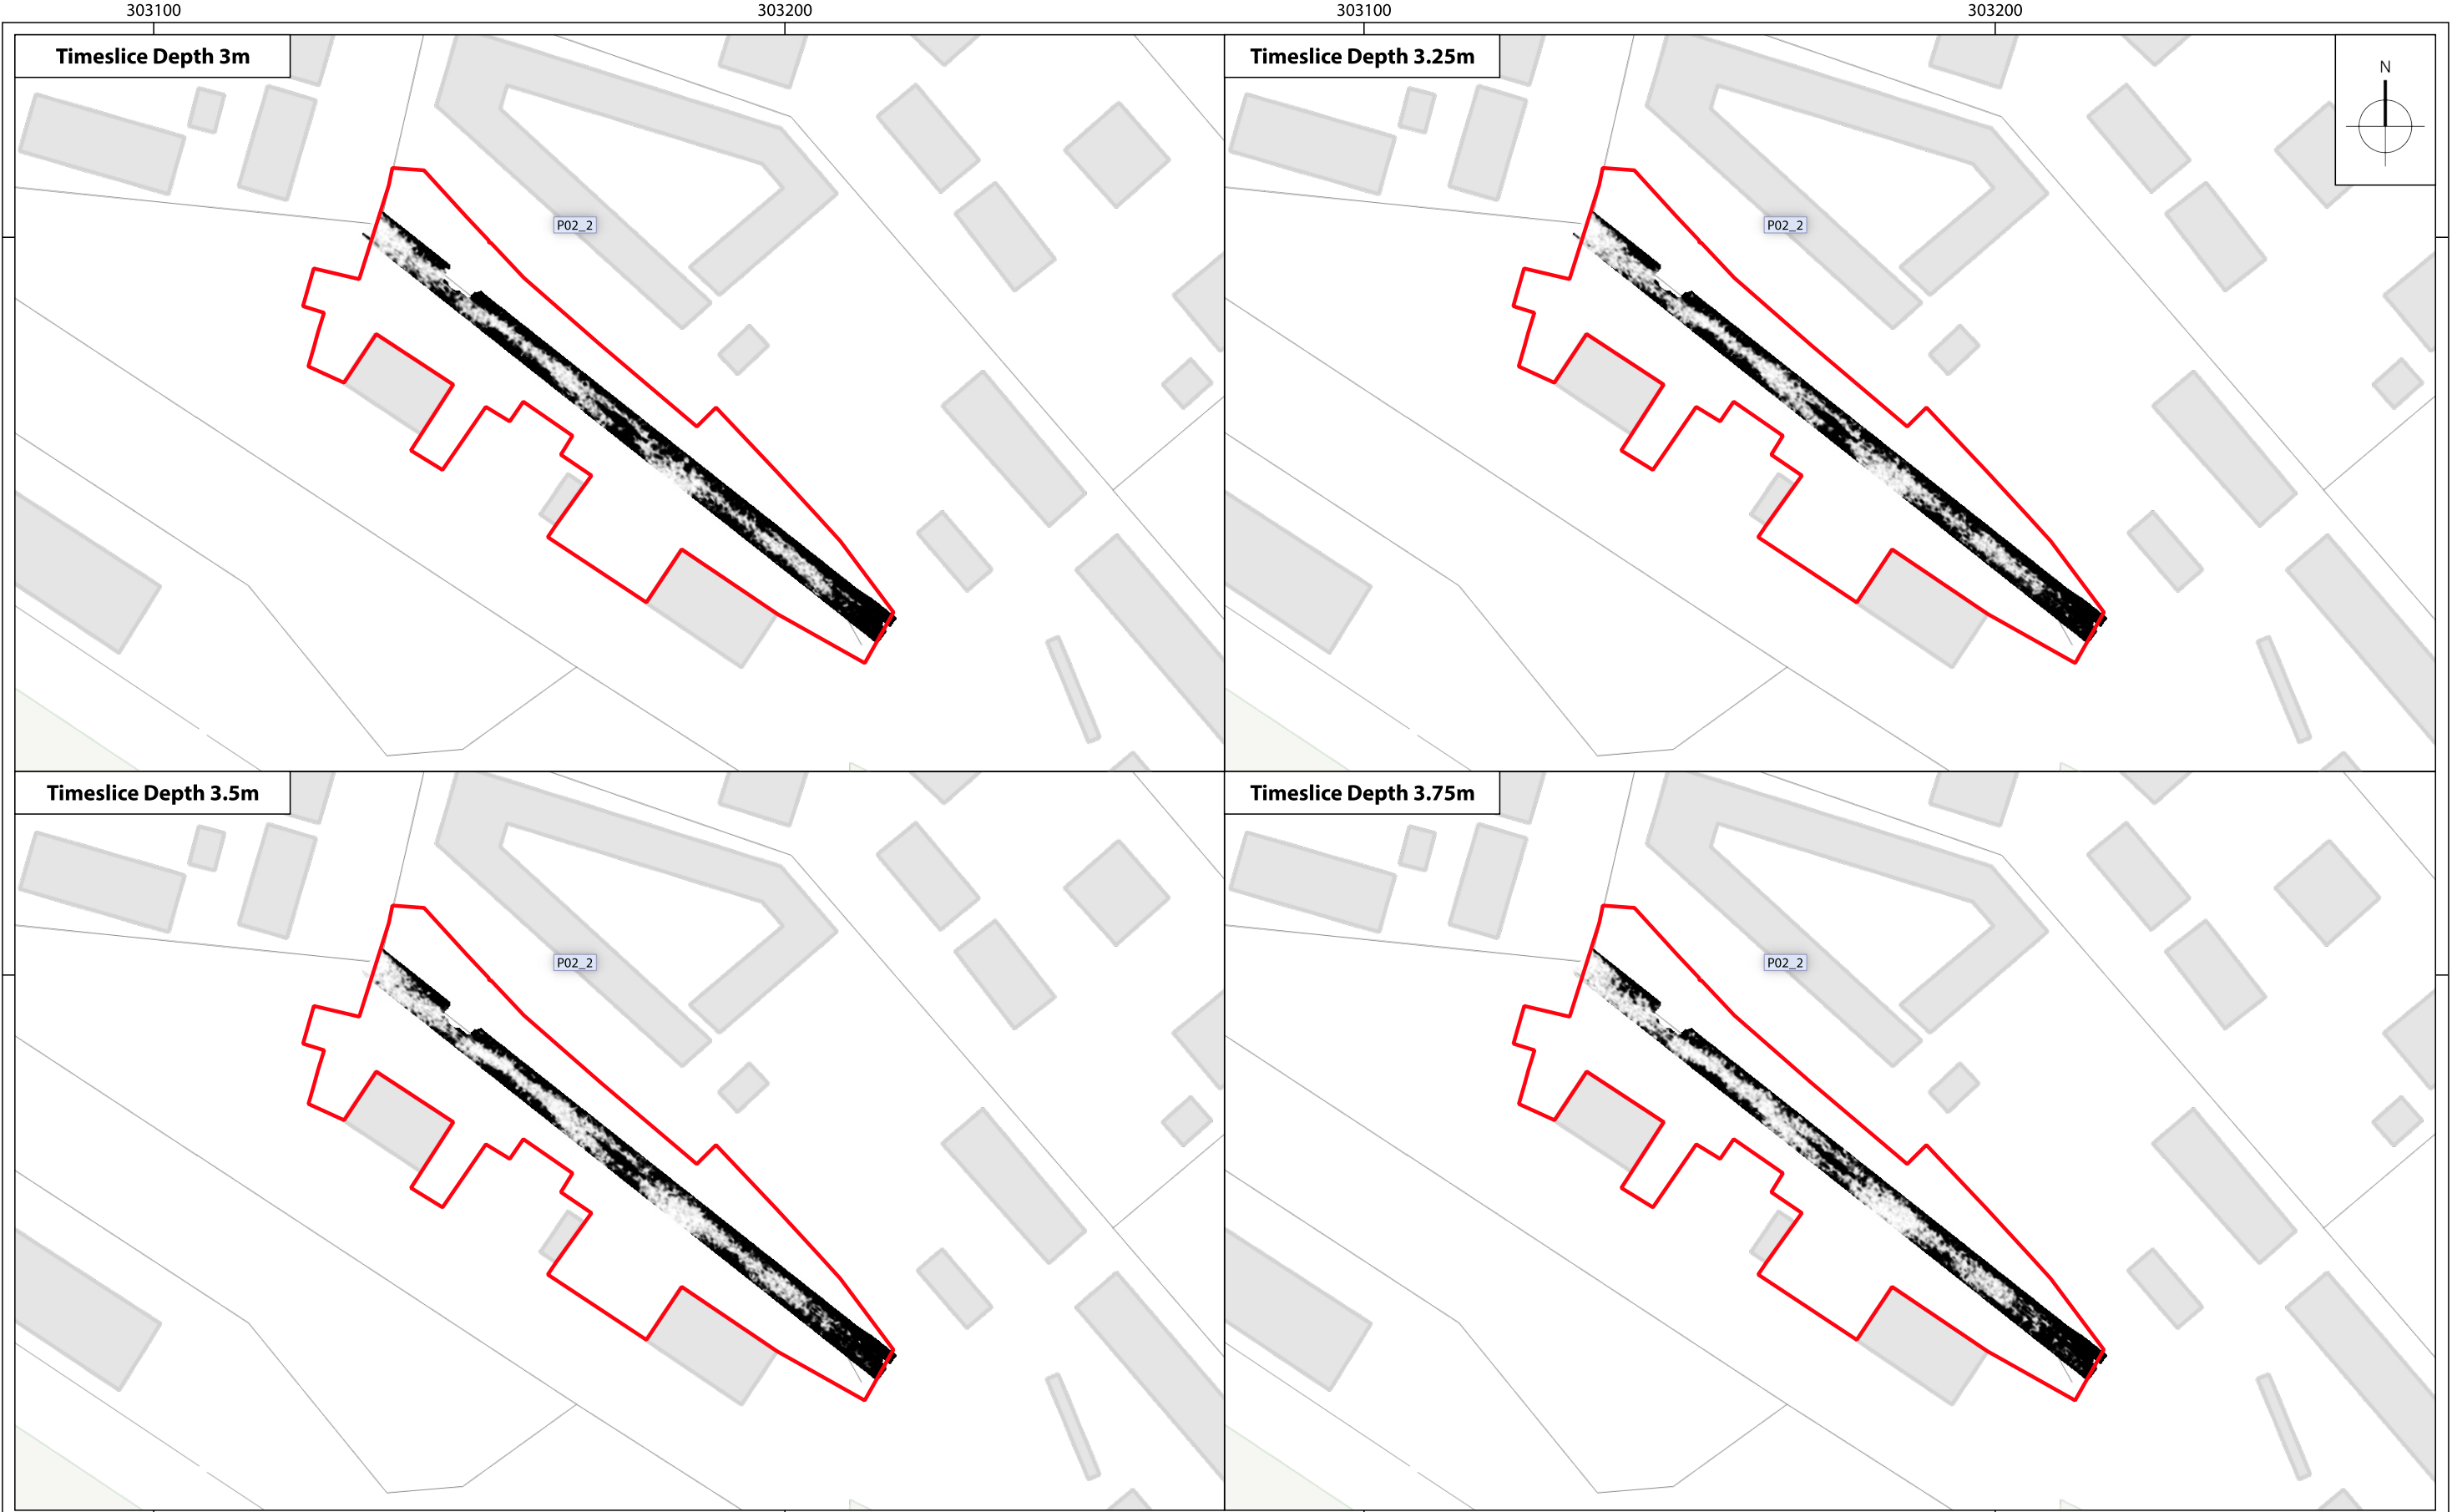 303100
303200
303100
303200
Timeslice Depth 3m
Timeslice Depth 3.25m
N
P02_2
P02_2
Timeslice Depth 3.5m
Timeslice Depth 3.75m
P02_2
P02_2